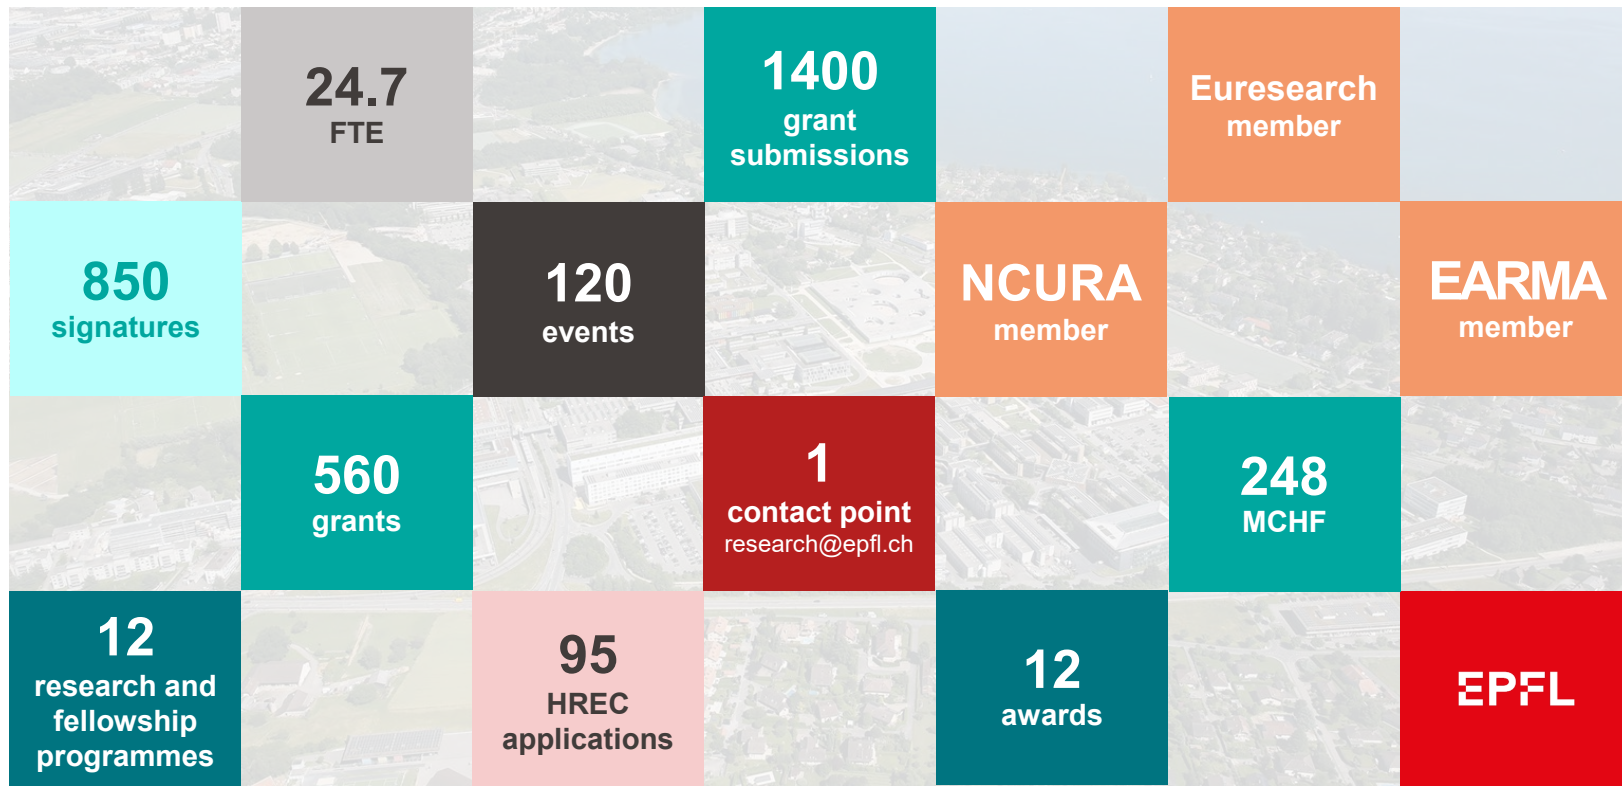 24.7
FTE
1400
grant
submissions
Euresearch
member
850
signatures
120
events
NCURA
member
EARMA
member
560
grants
1
contact point
research@epfl.ch
248
MCHF
12
research and
fellowship
programmes
95
HREC
applications
12
awards
EPFL